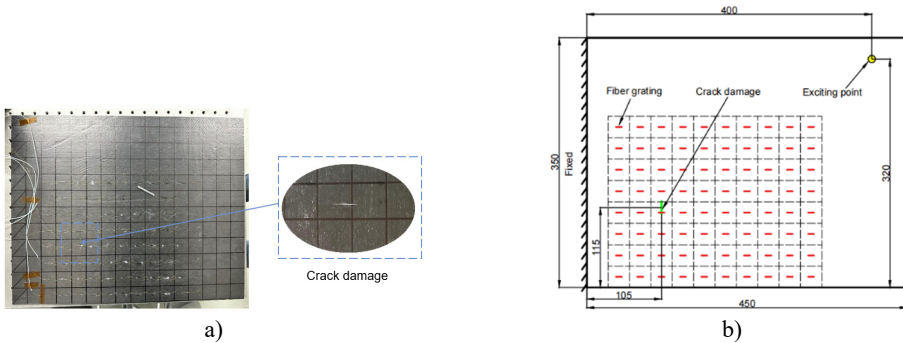 Crack damage
a)
400
Fiber grating
Crack damage
Exciting point
350
Fixed
320
115
105
450
b)